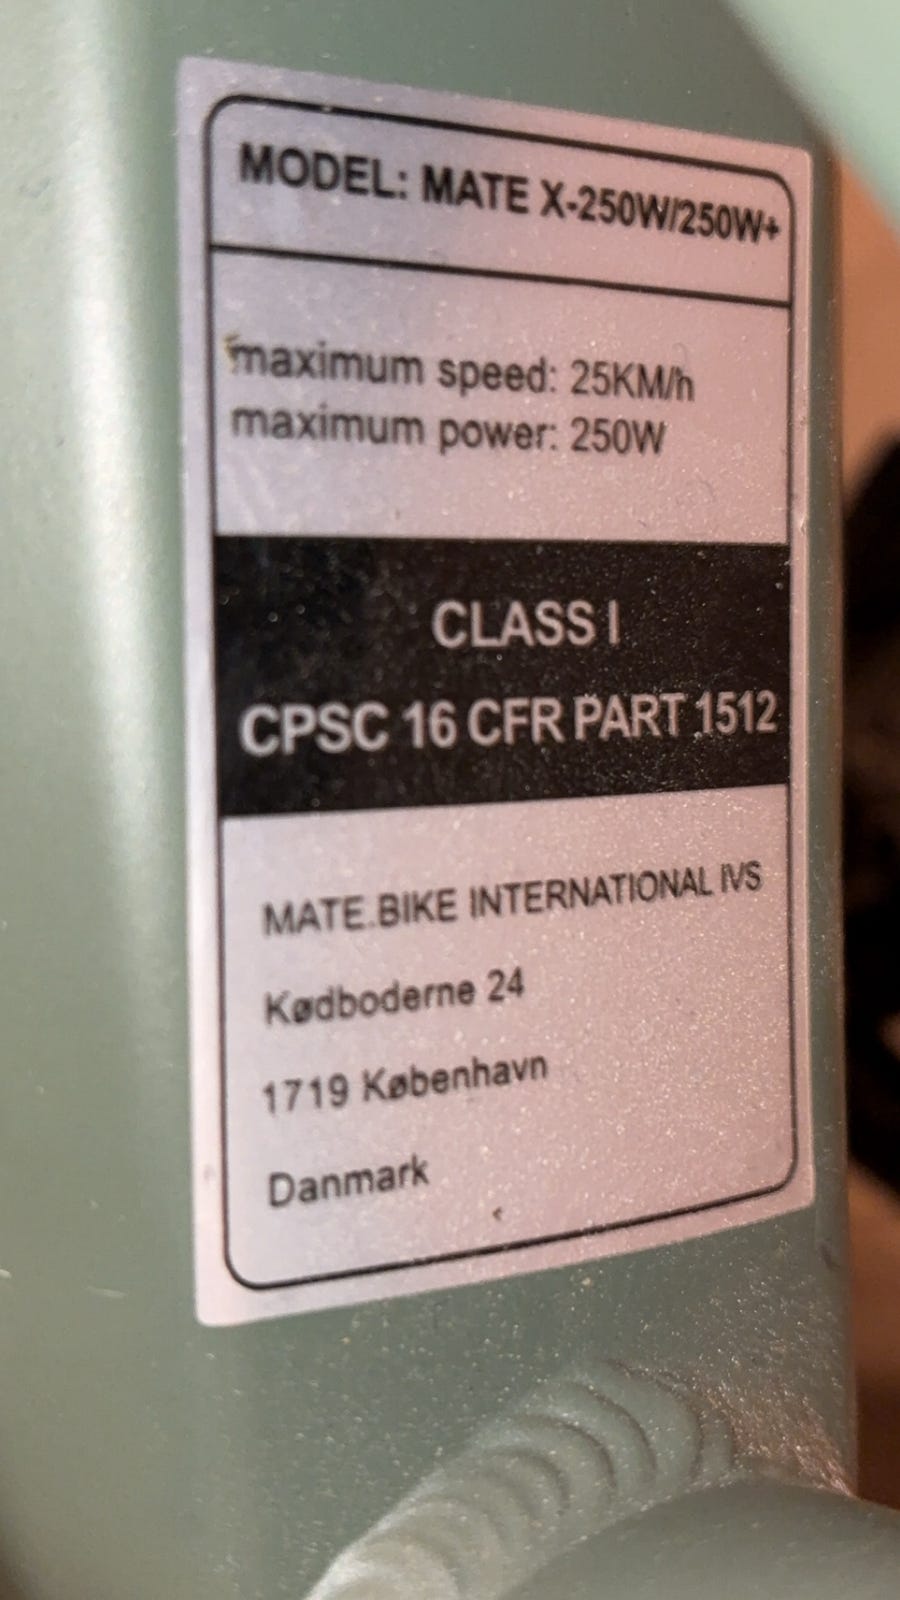 MODEL: MATE X-250W/250W+
maximum speed: 25KM/h
maximum power: 250W
CLASS I
CPSC 16 CFR PART 1512
MATE.BIKE INTERNATIONAL IVS
Kødboderne 24
1719 København
Danmark